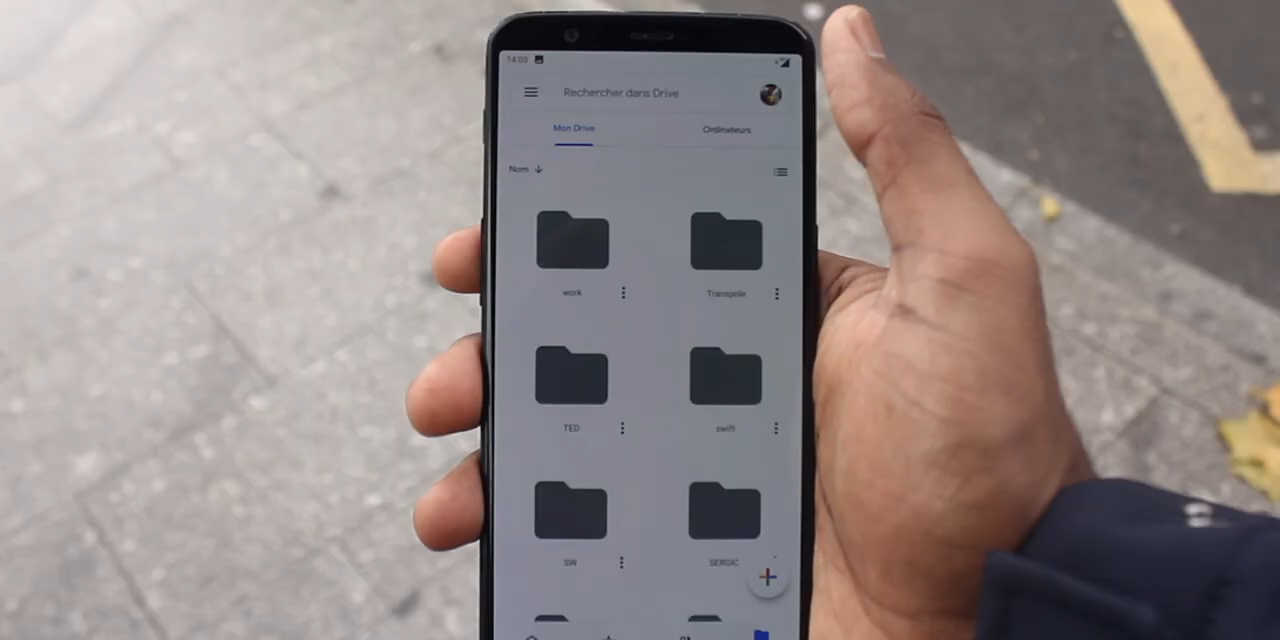 14:03
Rechercher dans Drive
Mon Drive Ordinateurs
Nom
work Transpole
TED swift
SW SERGIC